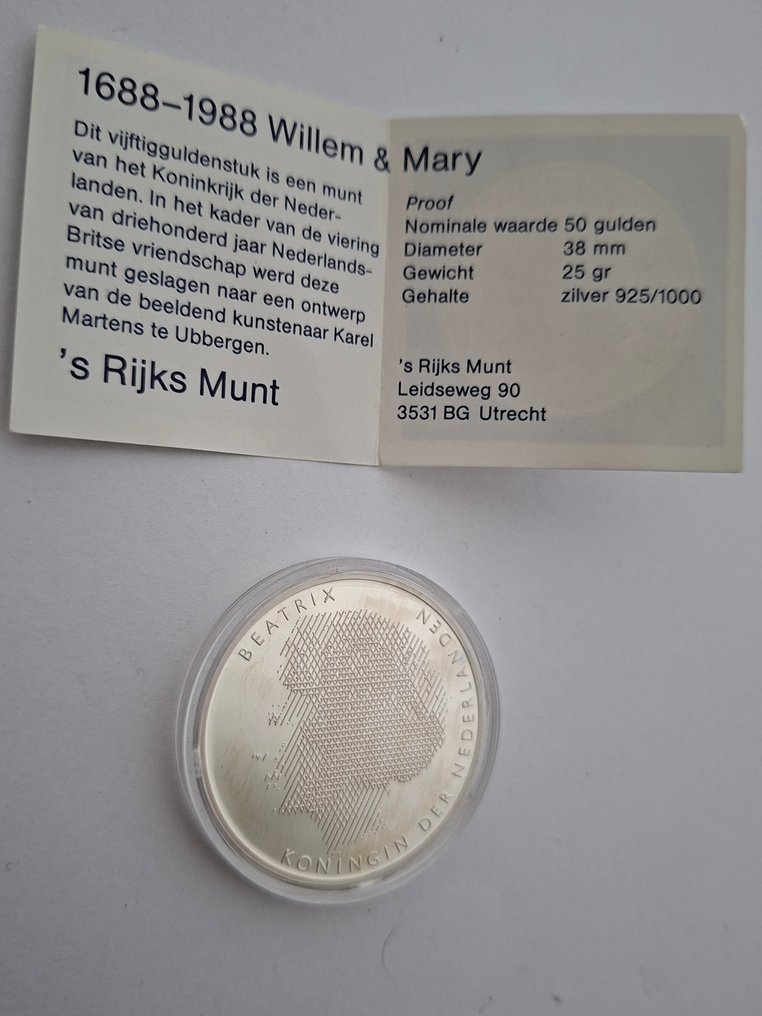 1688–1988 Willem & Mary
Dit vijftigguldenstuk is een munt
van het Koninkrijk der Neder-
landen. In het kader van de viering
van driehonderd jaar Nederlands-
Britse vriendschap werd deze
munt geslagen naar een ontwerp
van de beeldend kunstenaar Karel
Martens te Ubbergen.
's Rijks Munt
Proof
Nominale waarde 50 gulden
Diameter 38 mm
Gewicht 25 gr
Gehalte zilver 925/1000
's Rijks Munt
Leidseweg 90
3531 BG Utrecht
BEATRIX
KONINGIN DER NEDERLANDEN